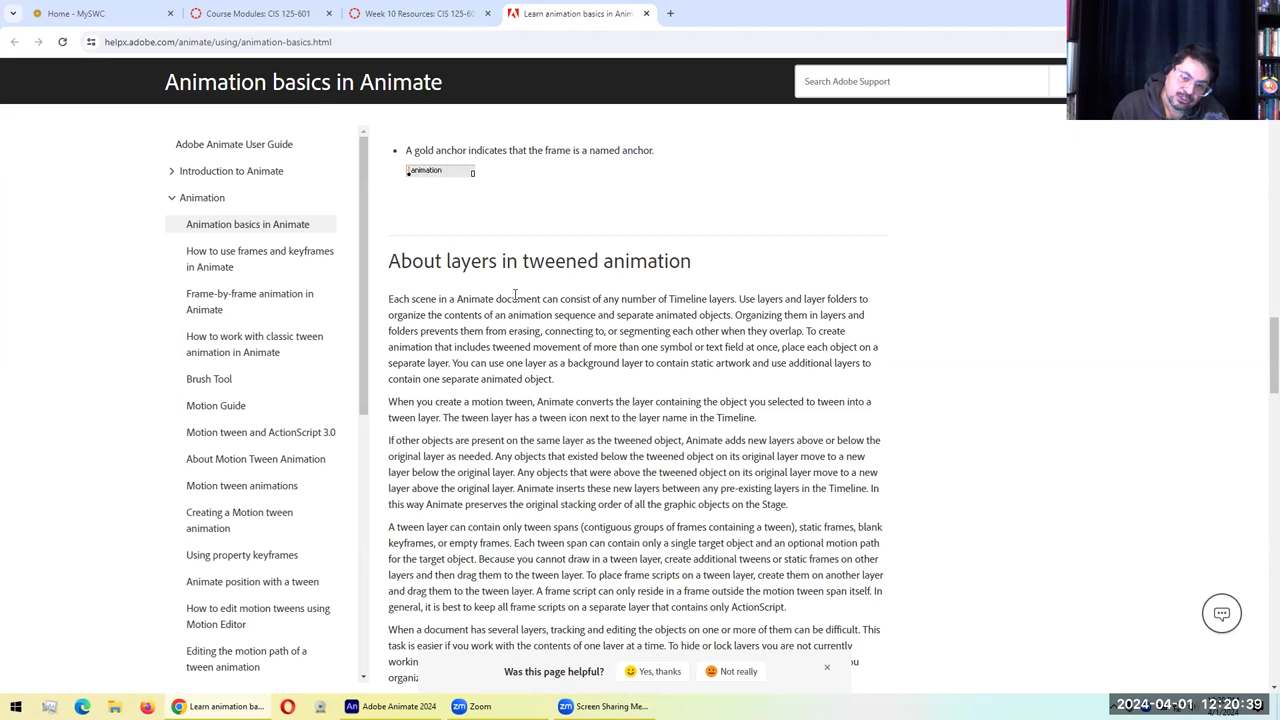 Home - MySWC
Course Modules: CIS 125-601
Week 10 Resources: CIS 125-60
Learn animation basics in Anim
helpx.adobe.com/animate/using/animation-basics.html
Animation basics in Animate
Search Adobe Support
Adobe Animate User Guide
Introduction to Animate
Animation
Animation basics in Animate
How to use frames and keyframes
in Animate
Frame-by-frame animation in
Animate
How to work with classic tween
animation in Animate
Brush Tool
Motion Guide
Motion tween and ActionScript 3.0
About Motion Tween Animation
Motion tween animations
Creating a Motion tween
animation
Using property keyframes
Animate position with a tween
How to edit motion tweens using
Motion Editor
Editing the motion path of a
tween animation
A gold anchor indicates that the frame is a named anchor.
animation
About layers in tweened animation
Each scene in a Animate document can consist of any number of Timeline layers. Use layers and layer folders to
organize the contents of an animation sequence and separate animated objects. Organizing them in layers and
folders prevents them from erasing, connecting to, or segmenting each other when they overlap. To create
animation that includes tweened movement of more than one symbol or text field at once, place each object on a
separate layer. You can use one layer as a background layer to contain static artwork and use additional layers to
contain one separate animated object.
When you create a motion tween, Animate converts the layer containing the object you selected to tween into a
tween layer. The tween layer has a tween icon next to the layer name in the Timeline.
If other objects are present on the same layer as the tweened object, Animate adds new layers above or below the
original layer as needed. Any objects that existed below the tweened object on its original layer move to a new
layer below the original layer. Any objects that were above the tweened object on its original layer move to a new
layer above the original layer. Animate inserts these new layers between any pre-existing layers in the Timeline. In
this way Animate preserves the original stacking order of all the graphic objects on the Stage.
A tween layer can contain only tween spans (contiguous groups of frames containing a tween), static frames, blank
keyframes, or empty frames. Each tween span can contain only a single target object and an optional motion path
for the target object. Because you cannot draw in a tween layer, create additional tweens or static frames on other
layers and then drag them to the tween layer. To place frame scripts on a tween layer, create them on another layer
and drag them to the tween layer. A frame script can only reside in a frame outside the motion tween span itself. In
general, it is best to keep all frame scripts on a separate layer that contains only ActionScript.
When a document has several layers, tracking and editing the objects on one or more of them can be difficult. This
task is easier if you work with the contents of one layer at a time. To hide or lock layers you are not currently
workin
organiz
Was this page helpful?
Yes, thanks
Not really
Learn animation ba...
Adobe Animate 2024
Zoom
Screen Sharing Me...
2024-04-01 12:20:39